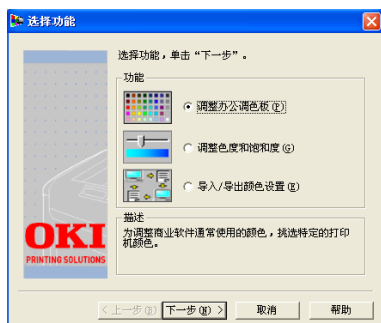 选择功能
选择功能，单击“下一步”。
功能
调整办公调色板(P)
调整色度和饱和度(G)
导入/导出颜色设置(E)
描述
为调整商业软件通常使用的颜色，挑选特定的打印
机颜色。
OKI
PRINTING SOLUTIONS
<上一步(B) 下一步(N) > 取消 帮助